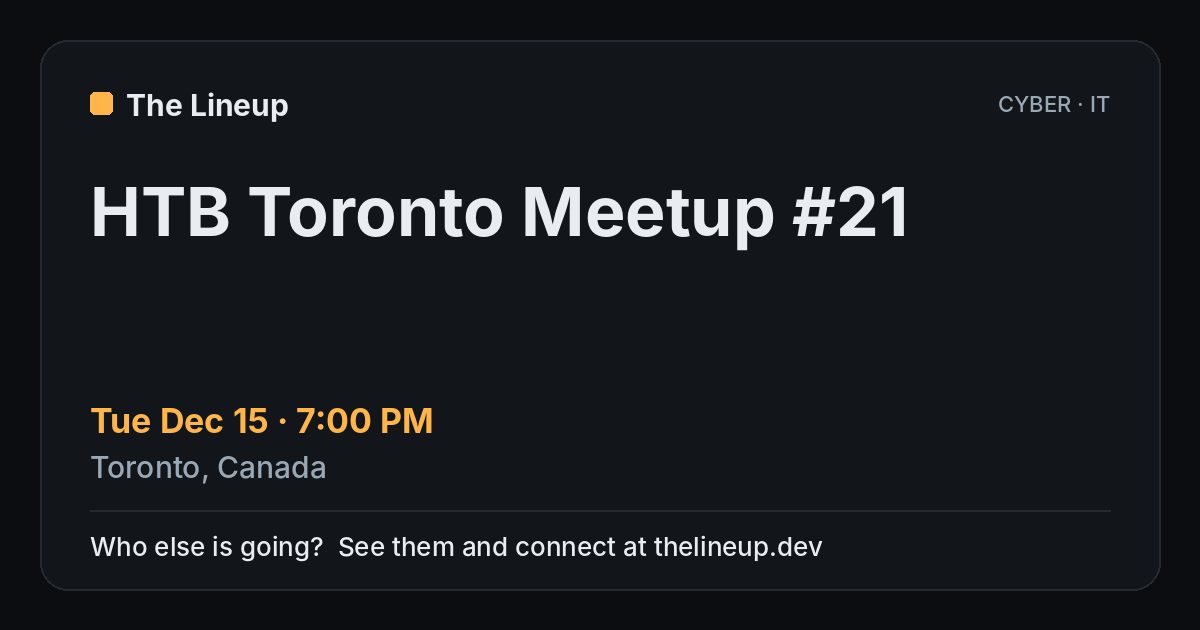 The Lineup
CYBER · IT
HTB Toronto Meetup #21
Tue Dec 15 · 7:00 PM
Toronto, Canada
Who else is going? See them and connect at thelineup.dev